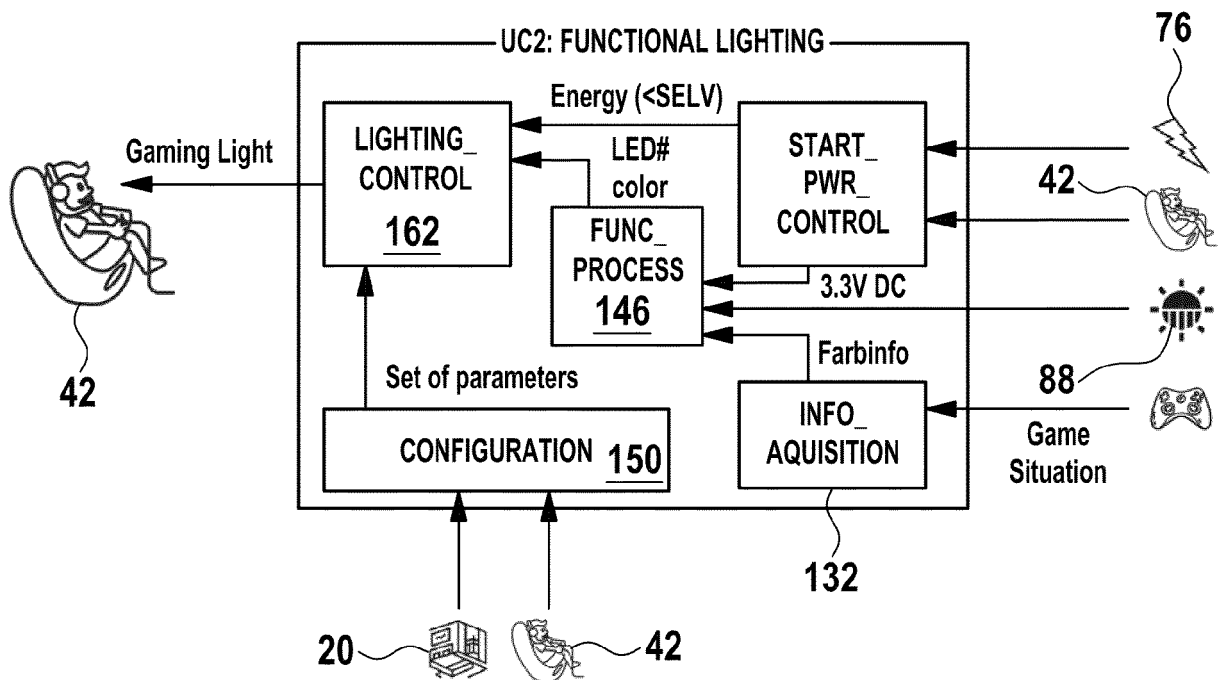 UC2: FUNCTIONAL LIGHTING
76
Energy (<SELV)
LIGHTING_
CONTROL
162
START_
PWR_
CONTROL
Gaming Light
LED#
color
42
FUNC_
PROCESS
146
3.3V DC
42
Farbinfo
88
Set of parameters
CONFIGURATION 150
INFO_
AQUISITION
Game
Situation
132
20
42